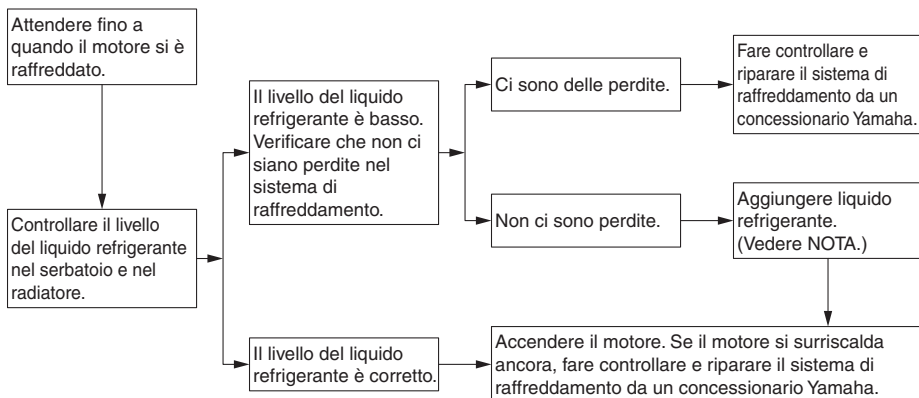 Attendere fino a
quando il motore si è
raffreddato.
Controllare il livello
del liquido refrigerante
nel serbatoio e nel
radiatore.
Il livello del liquido
refrigerante è basso.
Verificare che non ci
siano perdite nel
sistema di
raffreddamento.
Ci sono delle perdite.
Fare controllare e
riparare il sistema di
raffreddamento da un
concessionario Yamaha.
Non ci sono perdite.
Aggiungere liquido
refrigerante.
(Vedere NOTA.)
Il livello del liquido
refrigerante è corretto.
Accendere il motore. Se il motore si surriscalda
ancora, fare controllare e riparare il sistema di
raffreddamento da un concessionario Yamaha.